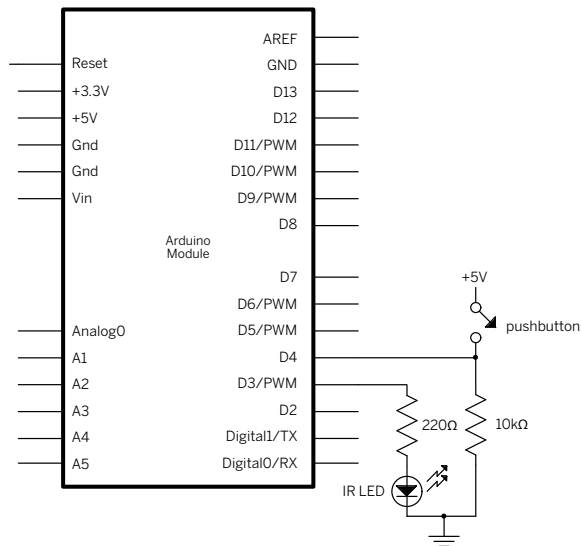 AREF
Reset
GND
+3.3V
D13
+5V
D12
Gnd
D11/PWM
Gnd
D10/PWM
Vin
D9/PWM
D8
Arduino
Module
D7
+5V
D6/PWM
pushbutton
Analog0
D5/PWM
A1
D4
A2
D3/PWM
A3
D2
220Ω
10kΩ
A4
Digital1/TX
A5
Digital0/RX
IR LED